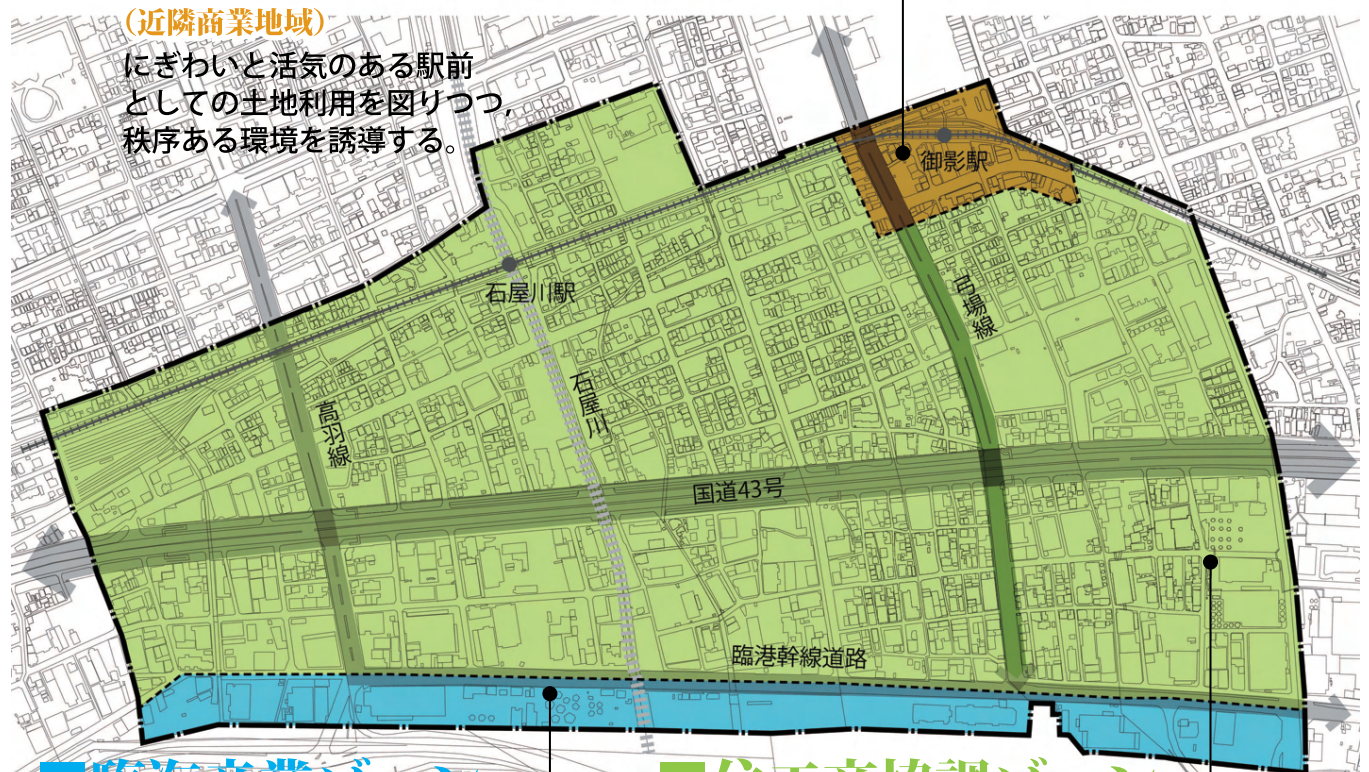 (近隣商業地域)
にぎわいと活気のある駅前
としての土地利用を図りつつ,
秩序ある環境を誘導する。
御影駅
石屋川駅
弓場線
石屋川
高羽線
国道43号
臨港幹線道路